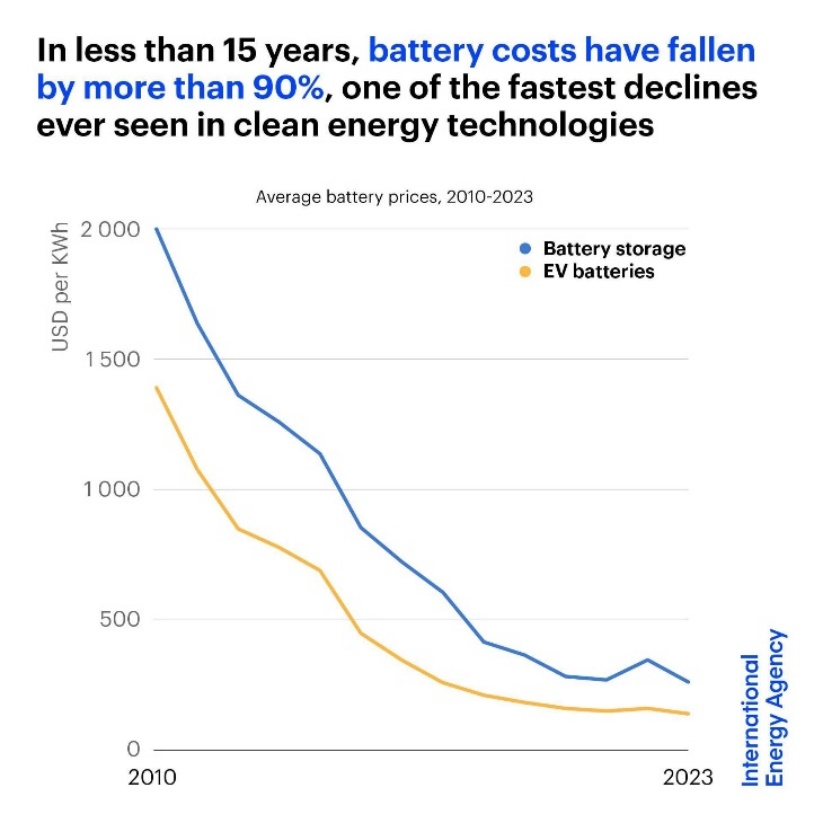 In less than 15 years, battery costs have fallen
by more than 90%, one of the fastest declines
ever seen in clean energy technologies
Average battery prices, 2010-2023
USD per KWh
2 000
Battery storage
EV batteries
1 500
1 000
500
0
2010
2023
International
Energy Agency